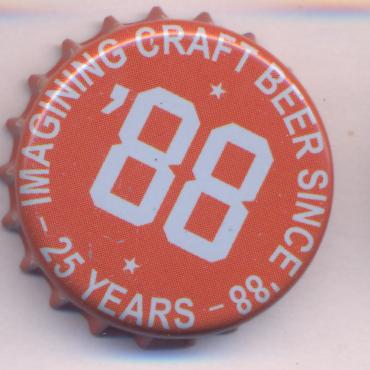 IMAGINING CRAFT BEER SINCE '88 – 25 YEARS –
'88